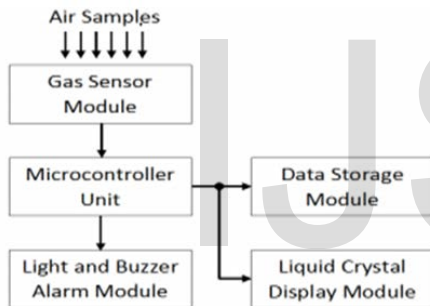 Air Samples
Gas Sensor
Module
Microcontroller
Unit
Data Storage
Module
Light and Buzzer
Alarm Module
Liquid Crystal
Display Module
IJS